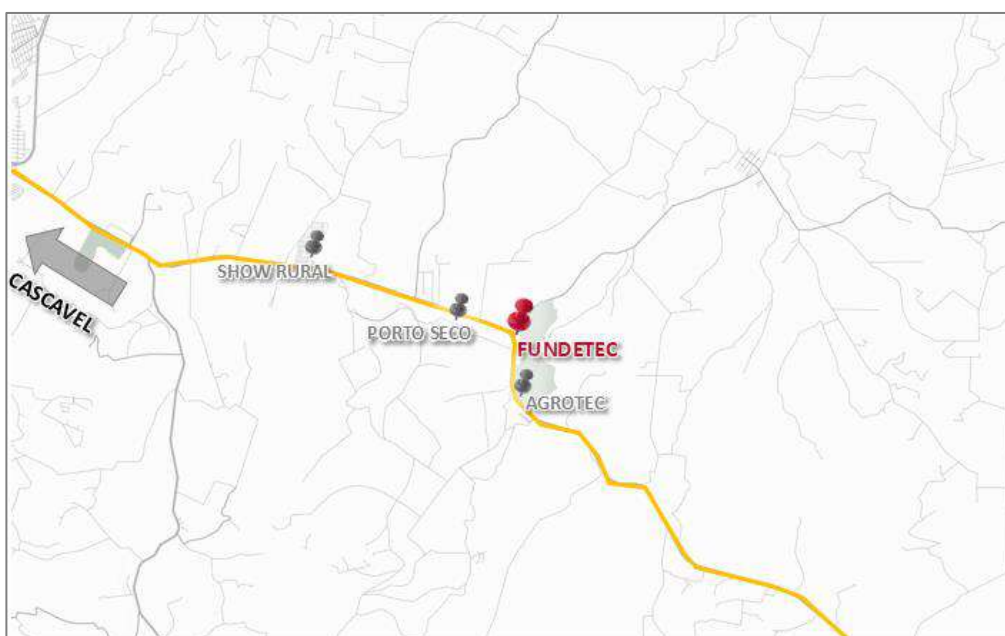 SHOW RURAL
CASCAVEL
PORTO SECO
FUNDETEC
AGROTEC